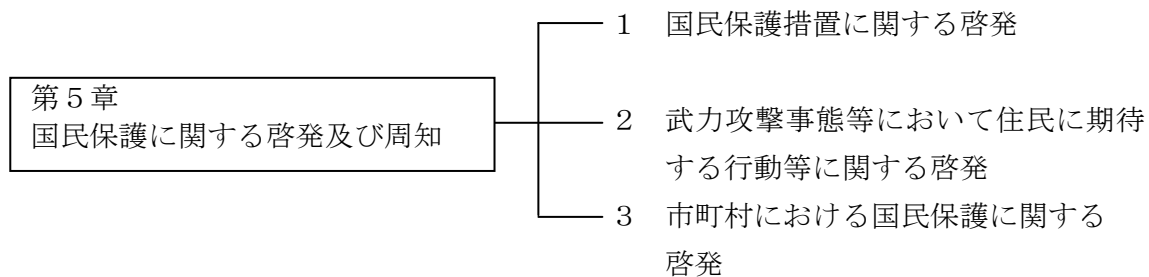 第５章
国民保護に関する啓発及び周知
１　国民保護措置に関する啓発
２　武力攻撃事態等において住民に期待
する行動等に関する啓発
３　市町村における国民保護に関する
啓発